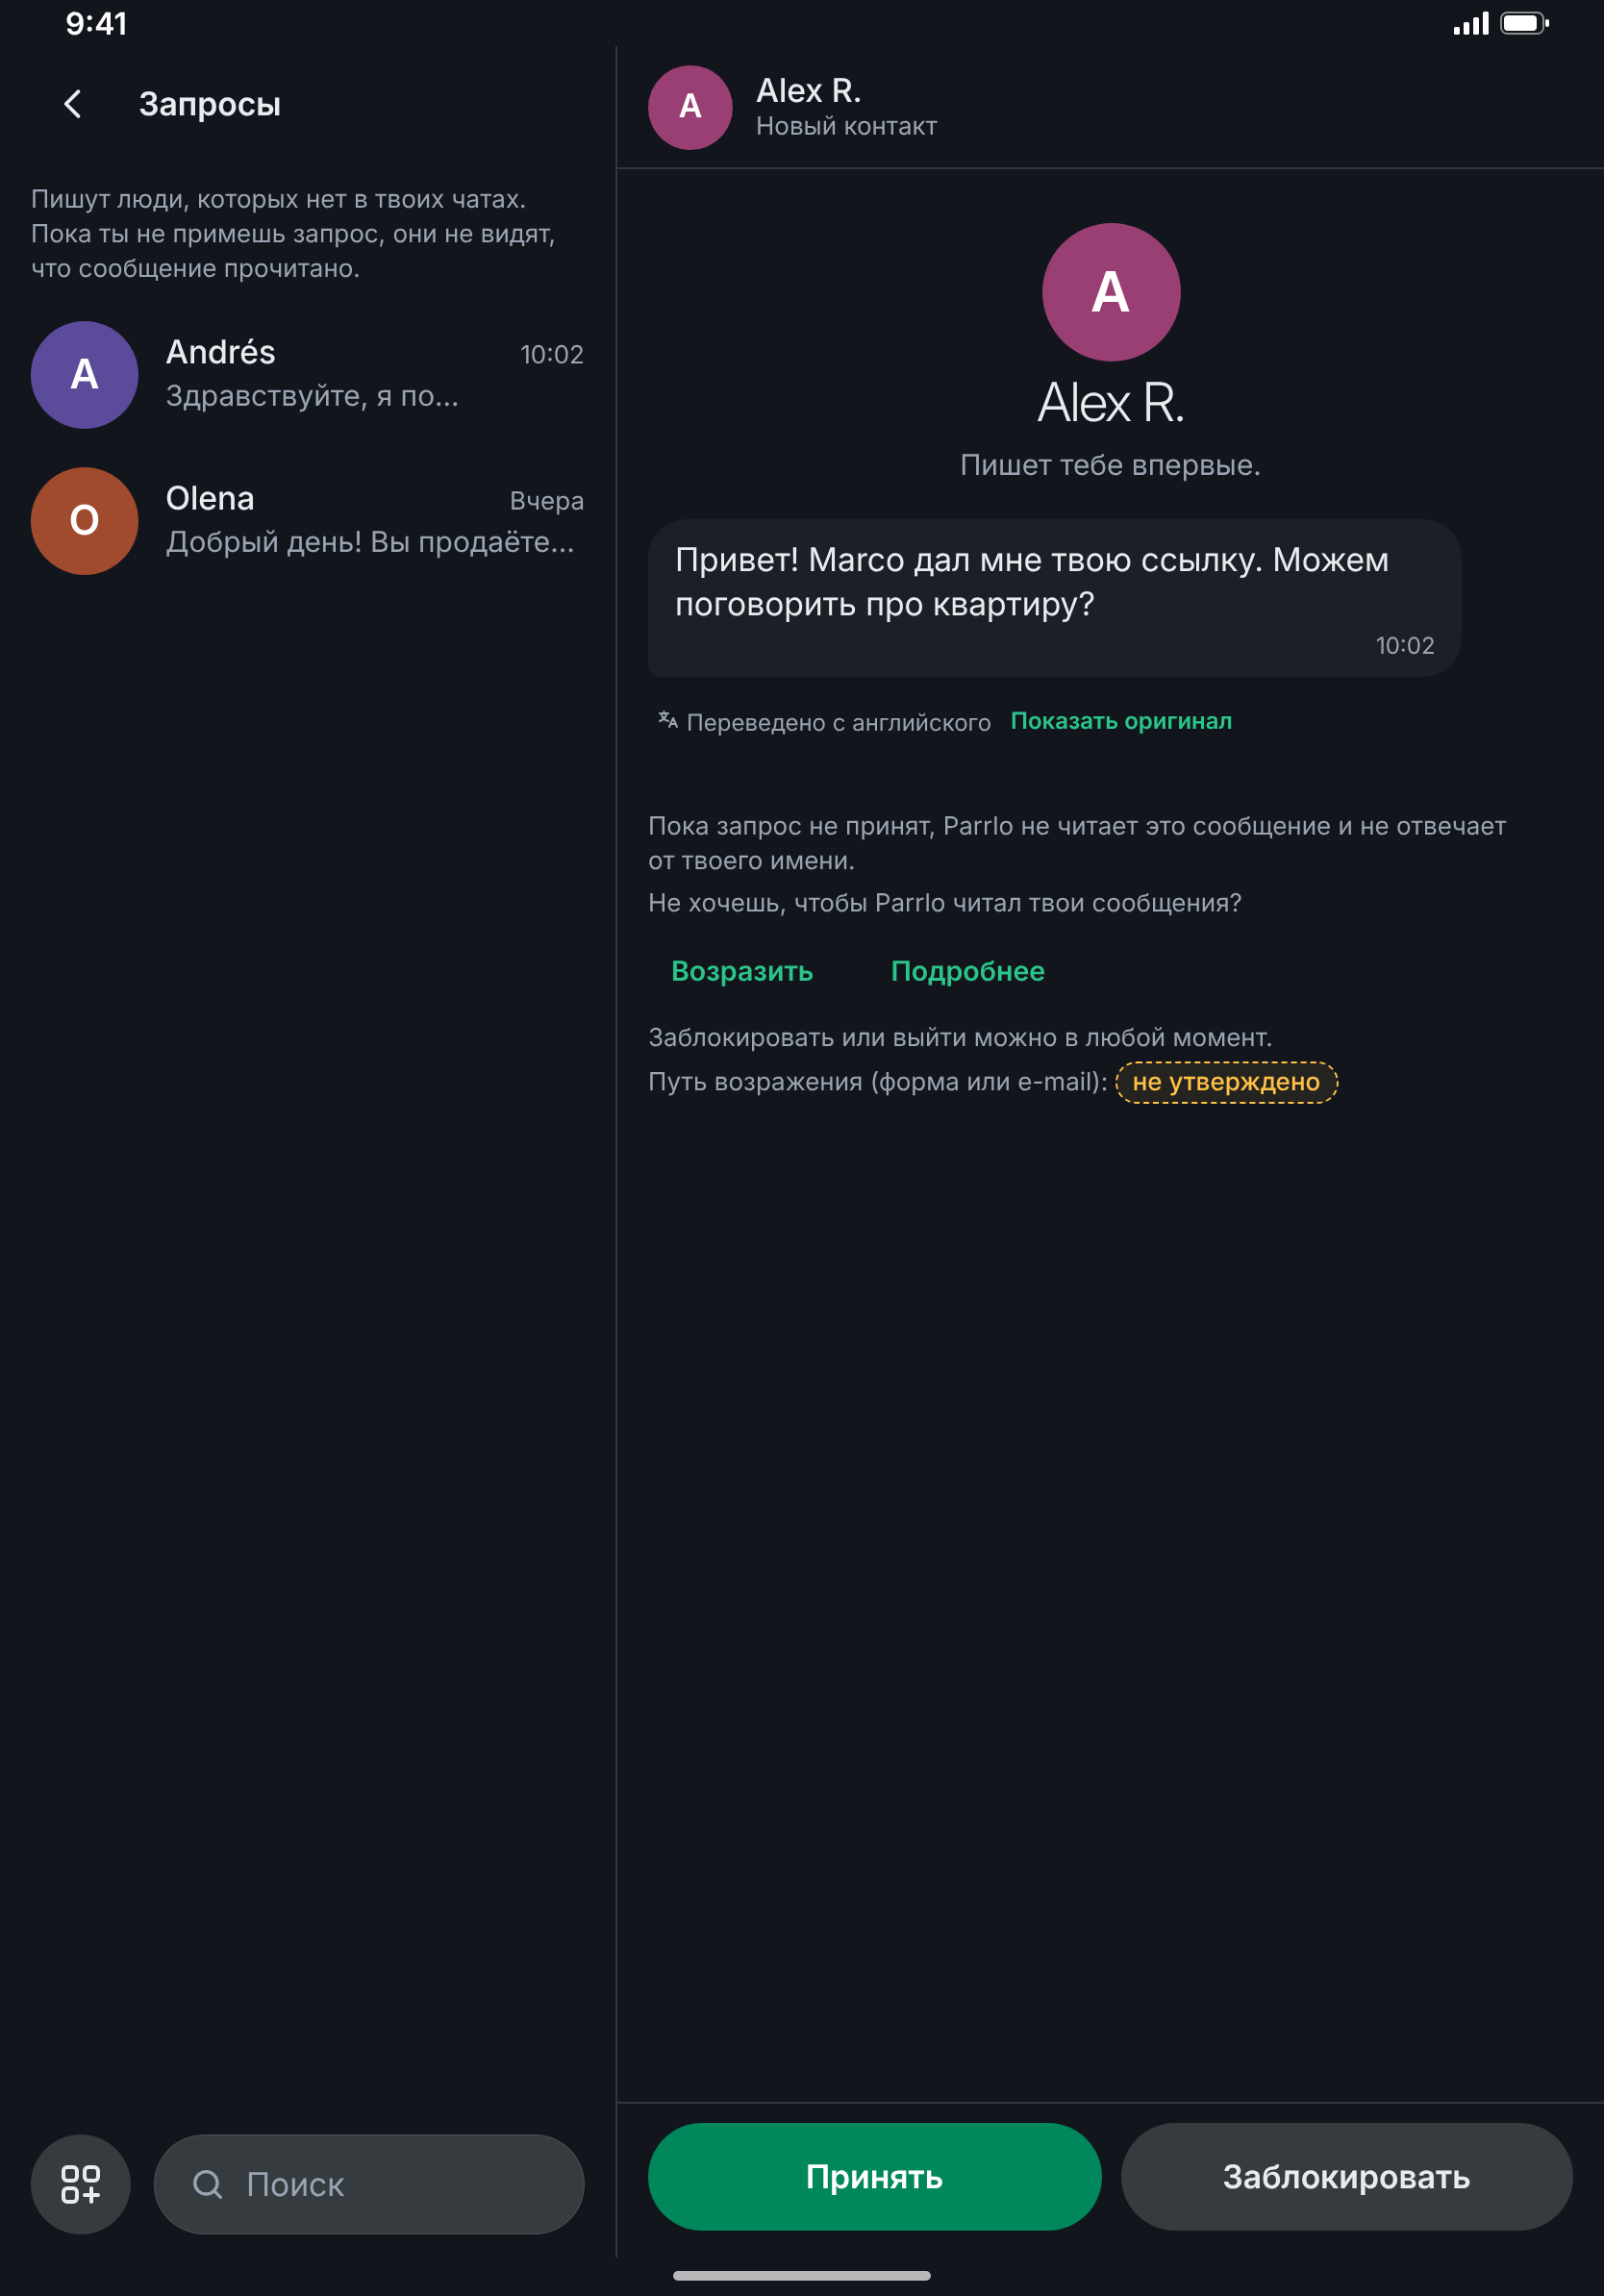 9:41
Запросы
Пишут люди, которых нет в твоих чатах.
Пока ты не примешь запрос, они не видят,
что сообщение прочитано.
A
Andrés
10:02
Здравствуйте, я по...
O
Olena
Вчера
Добрый день! Вы продаёте...
Поиск
A
Alex R.
Новый контакт
A
Alex R.
Пишет тебе впервые.
Привет! Marco дал мне твою ссылку. Можем
поговорить про квартиру?
10:02
Переведено с английского Показать оригинал
Пока запрос не принят, Parrlo не читает это сообщение и не отвечает
от твоего имени.
Не хочешь, чтобы Parrlo читал твои сообщения?
Возразить Подробнее
Заблокировать или выйти можно в любой момент.
Путь возражения (форма или e-mail): не утверждено
Принять Заблокировать